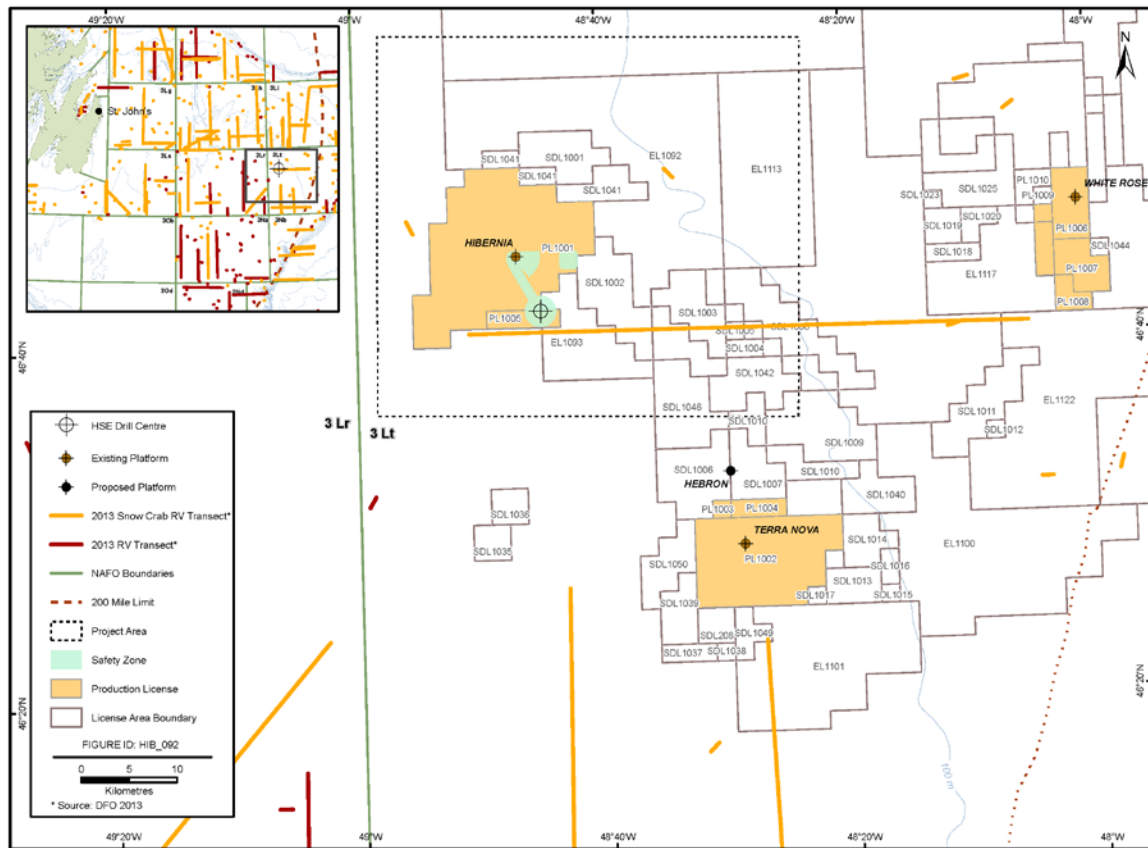 49°20'W
49°W
48°40'W
48°20'W
48°W
N
St. John's
3Lr
3Lt
EL1092
EL1113
SDL1041
SDL1001
SDL1041
SDL1041
HIBERNIA
PL1001
SDL1002
PL1005
EL1093
SDL1003
SDL1004
SDL1042
SDL1046
SDL1023
SDL1025
SDL1019
SDL1020
SDL1018
EL1117
PL1010
PL1009
WHITE ROSE
PL1006
SDL1044
PL1007
PL1008
46°40'N
46°40'N
3 Lr
3 Lt
SDL1010
SDL1009
SDL1011
SDL1012
EL1122
SDL1006
HEBRON
SDL1007
SDL1010
SDL1040
PL1003
PL1004
TERRA NOVA
PL1002
SDL1036
SDL1035
SDL1050
SDL1039
SDL1014
SDL1016
SDL1013
SDL1015
SDL1017
EL1100
SDL208
SDL1049
SDL1037
SDL1038
EL1101
46°20'N
46°20'N
100 m
HSE Drill Centre
Existing Platform
Proposed Platform
2013 Snow Crab RV Transect*
2013 RV Transect*
NAFO Boundaries
200 Mile Limit
Project Area
Safety Zone
Production License
License Area Boundary
FIGURE ID: HIB_092
0 5 10
Kilometres
* Source: DFO 2013
49°20'W
49°W
48°40'W
48°20'W
48°W